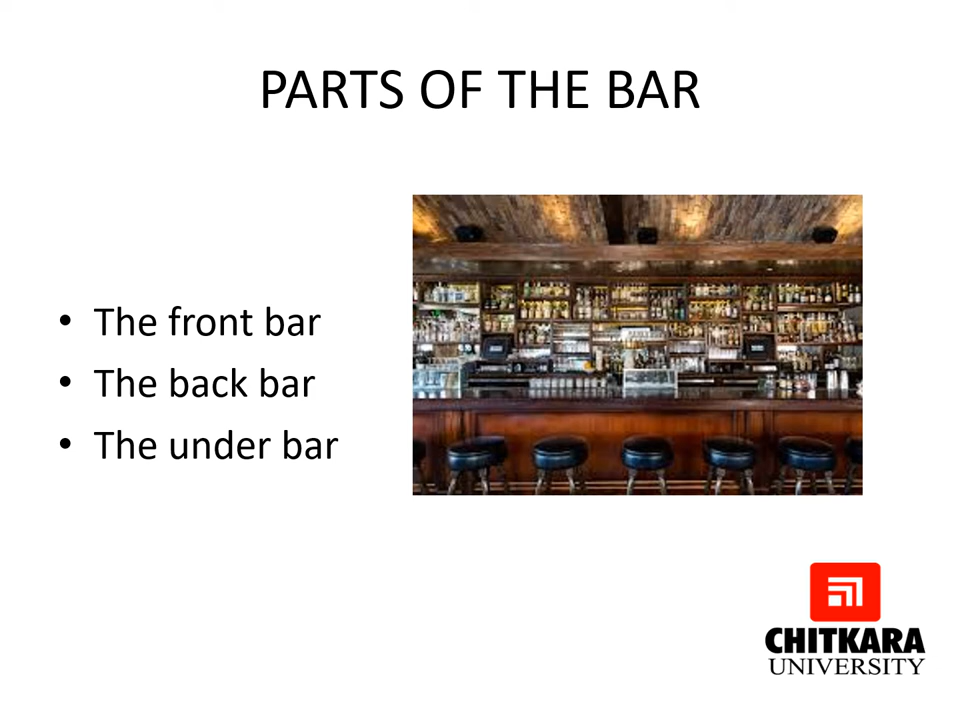 PARTS OF THE BAR
• The front bar
• The back bar
• The under bar
CHITKARA
UNIVERSITY